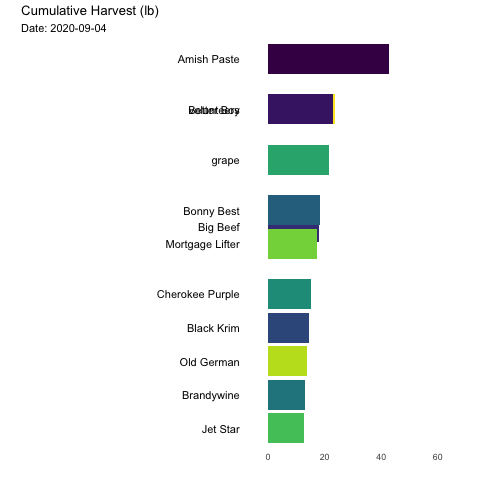 Cumulative Harvest (lb)
Date: 2020-09-04
Amish Paste
grape
Bonny Best
Big Beef
Mortgage Lifter
Cherokee Purple
Black Krim
Old German
Brandywine
Jet Star
0 20 40 60